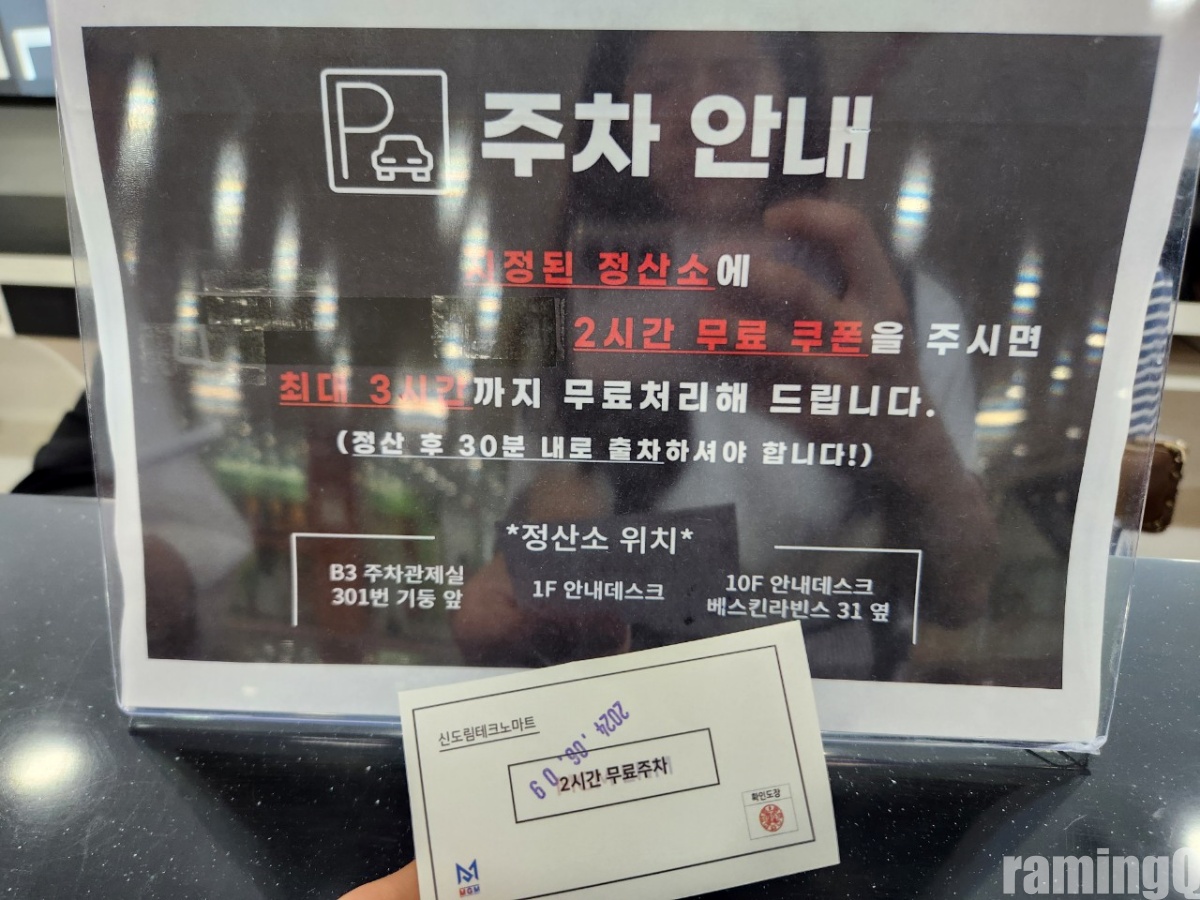 P
주차 안내
지정된 정산소에
2시간 무료 쿠폰을 주시면
최대 3시간까지 무료처리해 드립니다.
(정산 후 30분 내로 출차하셔야 합니다!)
*정산소 위치*
B3 주차관제실
301번 기둥 앞
1F 안내데스크
10F 안내데스크
베스킨라빈스 31 옆
신도림테크노마트
2024.06.09
2시간 무료주차
확인도장
MGM
ramingQ